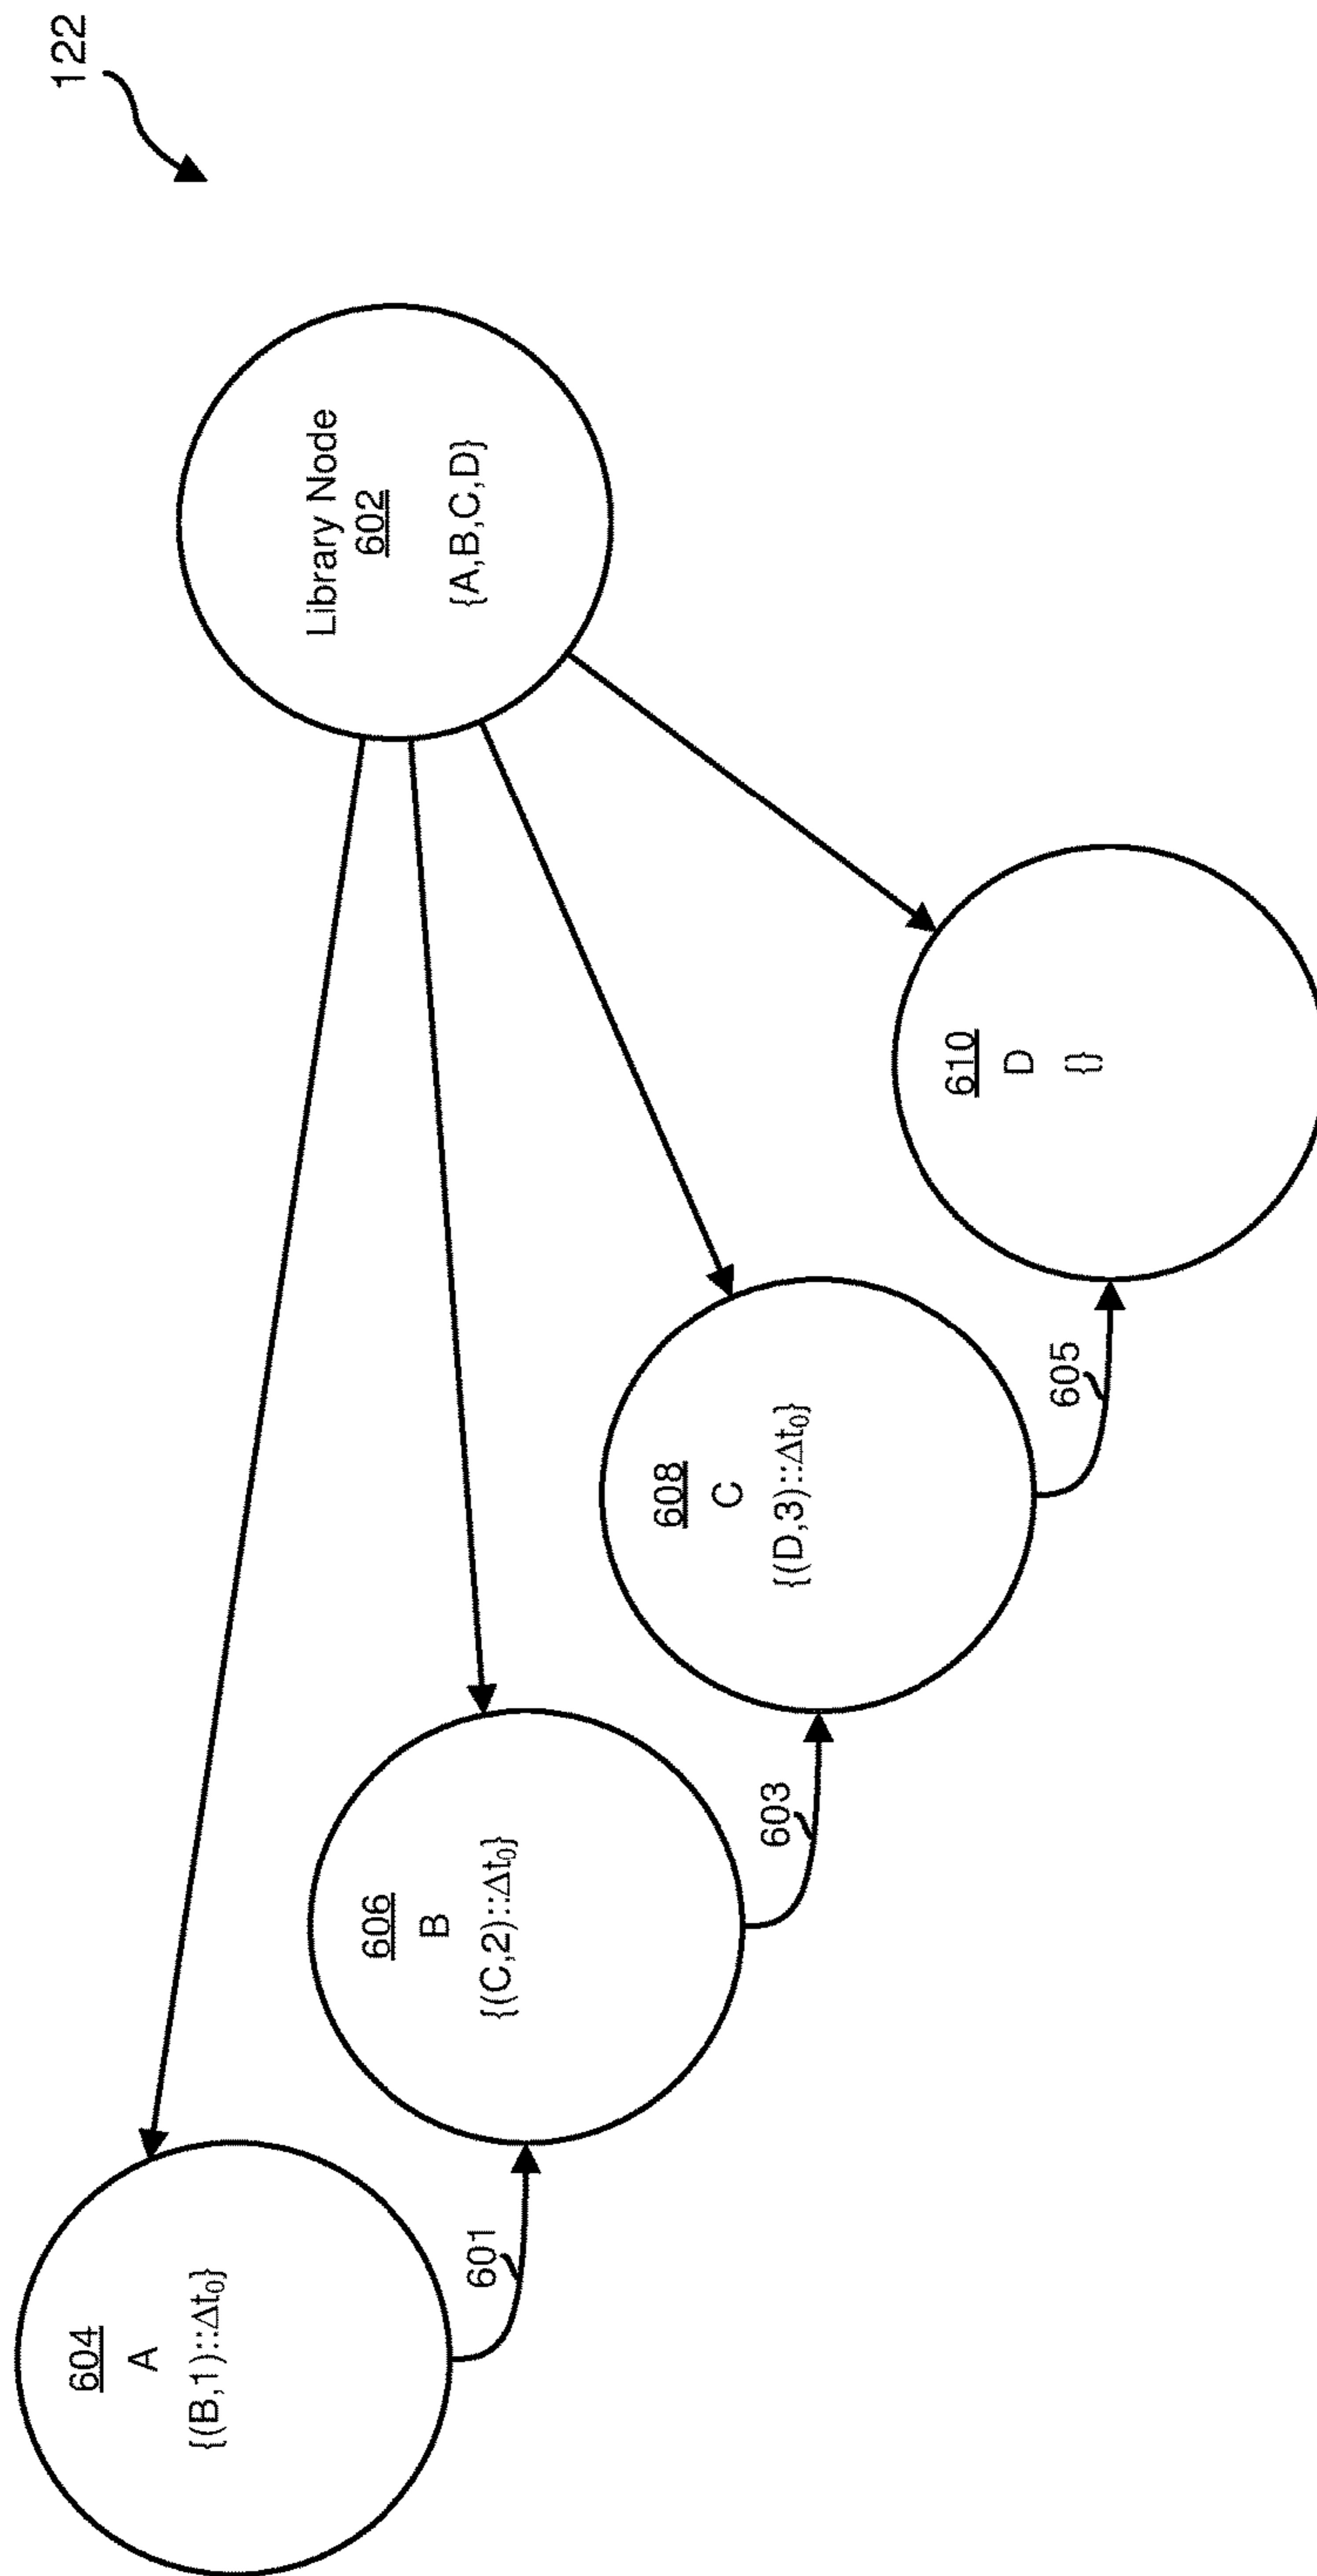 122
Library Node
602
{A,B,C,D}
604
A
{(B,1)::Δt₀}
601
606
B
{(C,2)::Δt₀}
603
608
C
{(D,3)::Δt₀}
605
610
D
{}